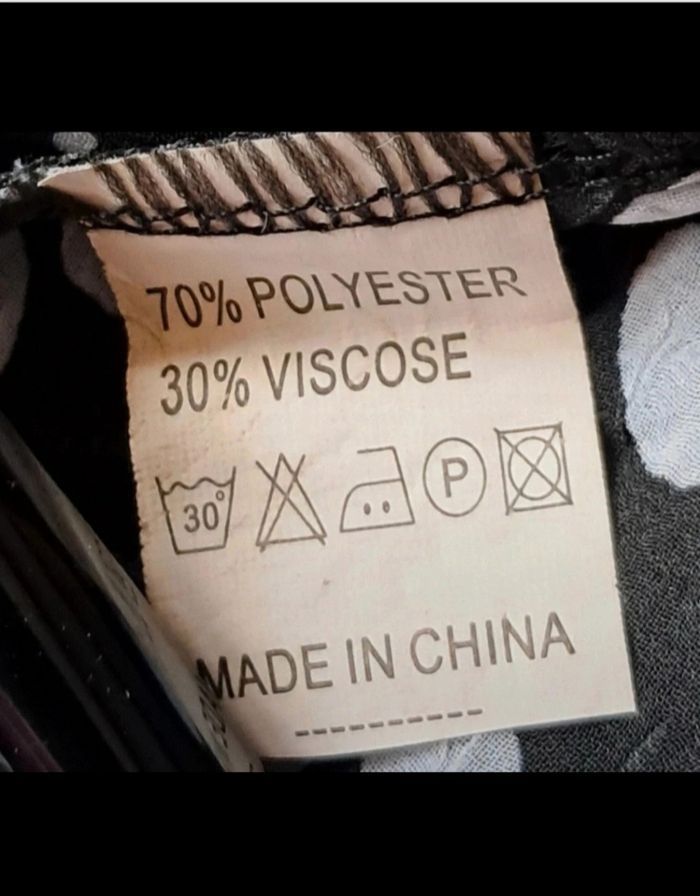 70% POLYESTER
30% VISCOSE
30° P
MADE IN CHINA
----------